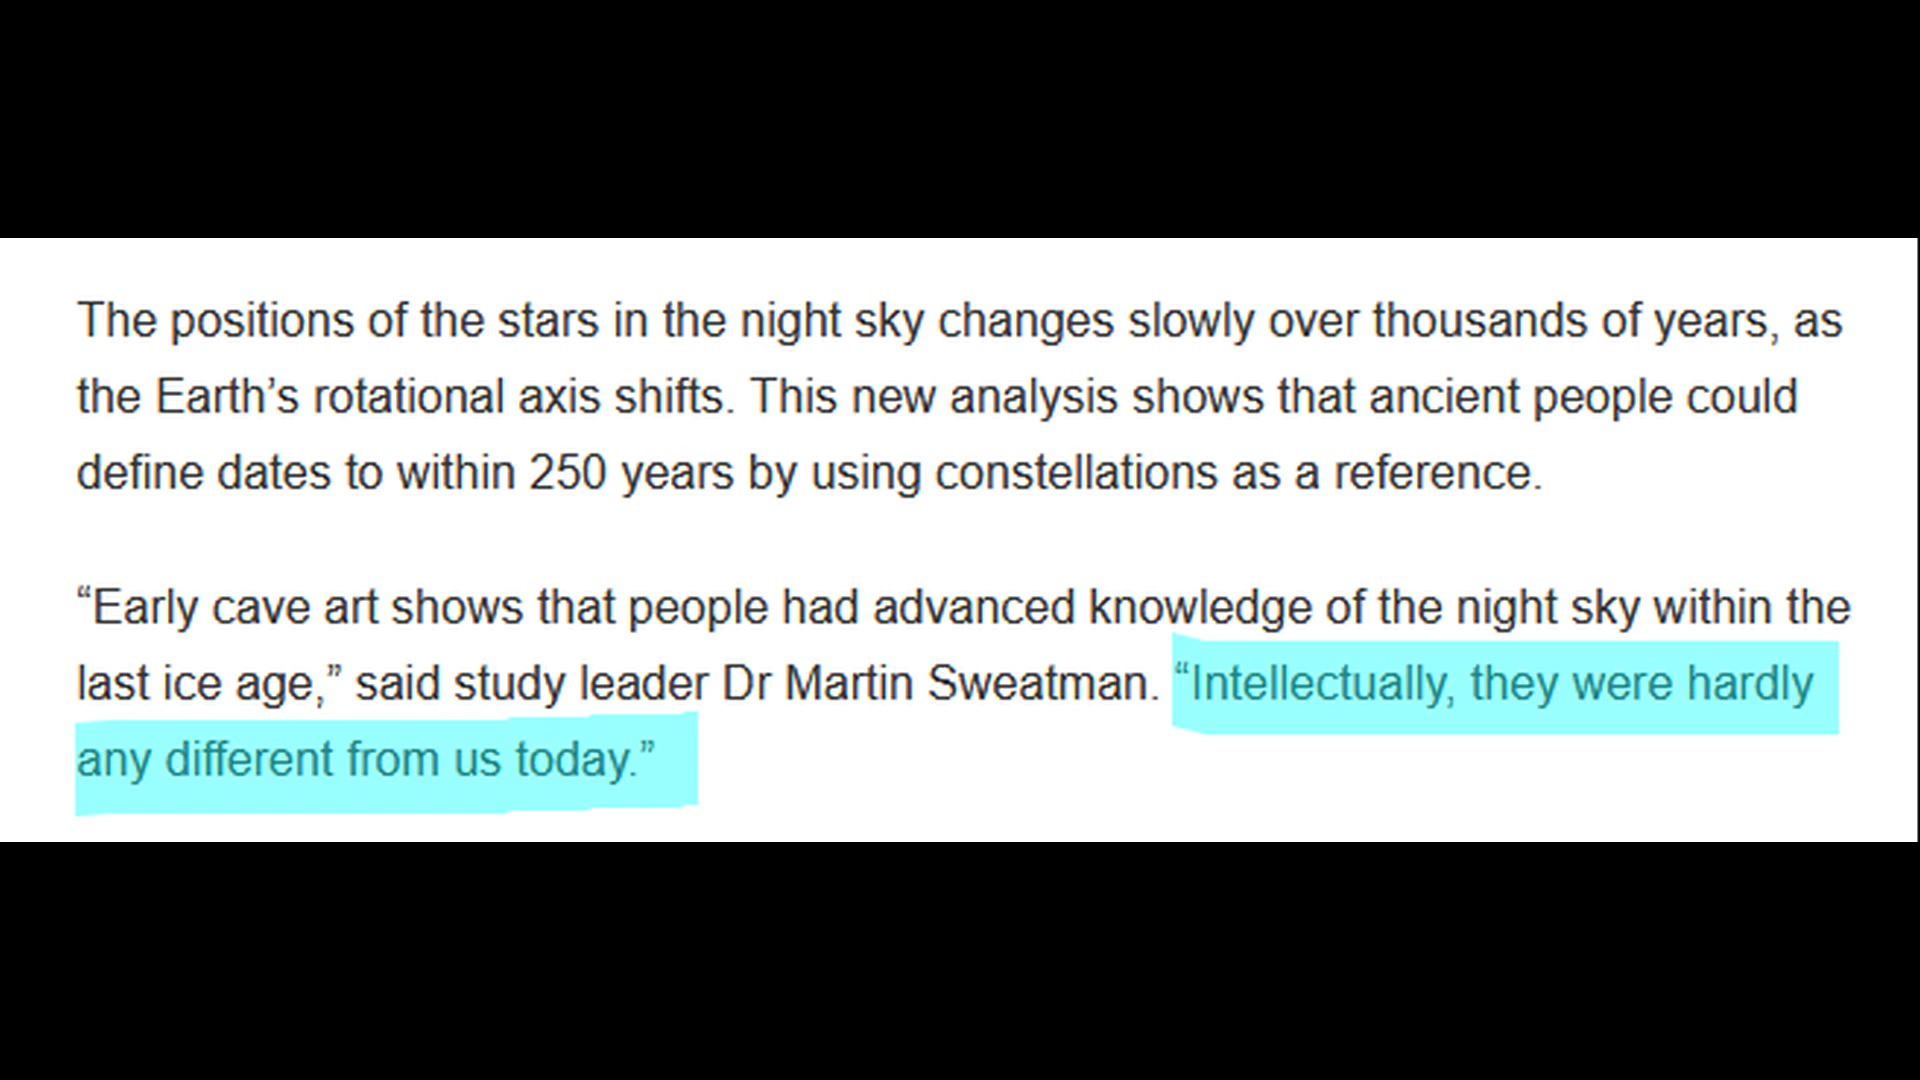 The positions of the stars in the night sky changes slowly over thousands of years, as
the Earth’s rotational axis shifts. This new analysis shows that ancient people could
define dates to within 250 years by using constellations as a reference.
“Early cave art shows that people had advanced knowledge of the night sky within the
last ice age,” said study leader Dr Martin Sweatman. “Intellectually, they were hardly
any different from us today.”